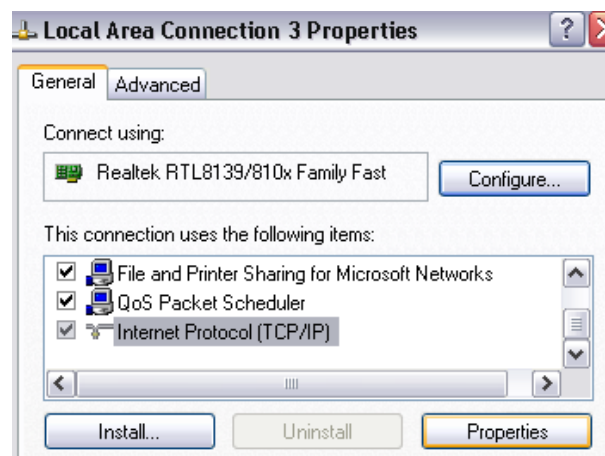 Local Area Connection 3 Properties
General Advanced
Connect using:
Realtek RTL8139/810x Family Fast Configure...
This connection uses the following items:
File and Printer Sharing for Microsoft Networks
QoS Packet Scheduler
Internet Protocol (TCP/IP)
Install... Uninstall Properties